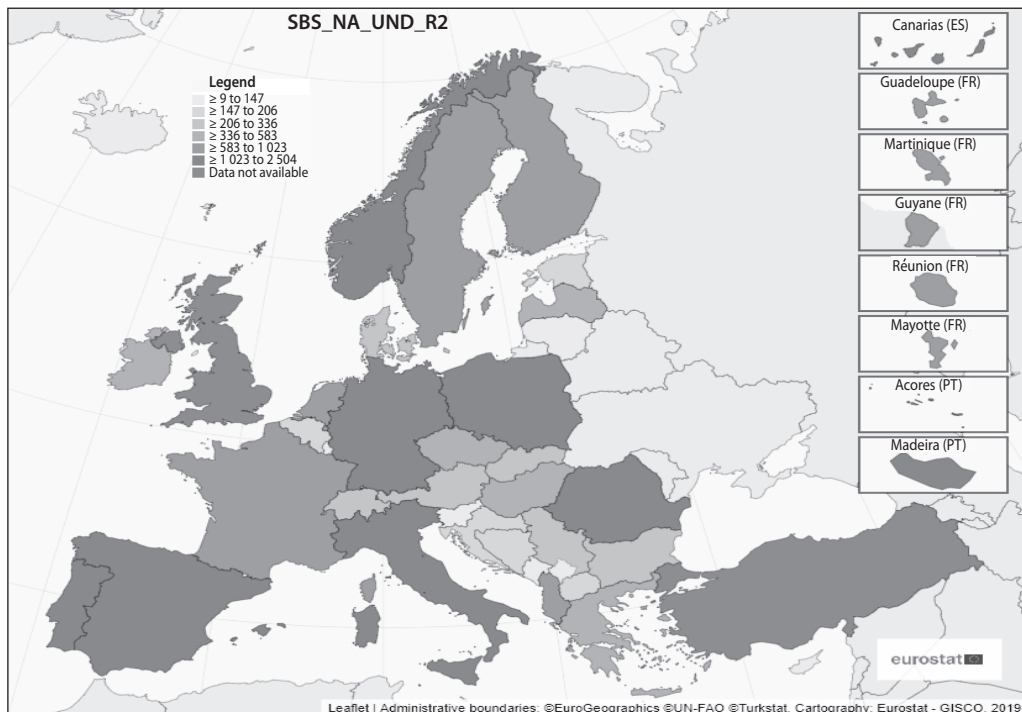 SBS_NA_UND_R2
Legend
≥ 9 to 147
≥ 147 to 206
≥ 206 to 336
≥ 336 to 583
≥ 583 to 1 023
≥ 1 023 to 2 504
Data not available
Canarias (ES)
Guadeloupe (FR)
Martinique (FR)
Guyane (FR)
Réunion (FR)
Mayotte (FR)
Acores (PT)
Madeira (PT)
eurostat
Leaflet | Administrative boundaries: ©EuroGeographics ©UN-FAO ©Turkstat, Cartography: Eurostat - GISCO, 2019